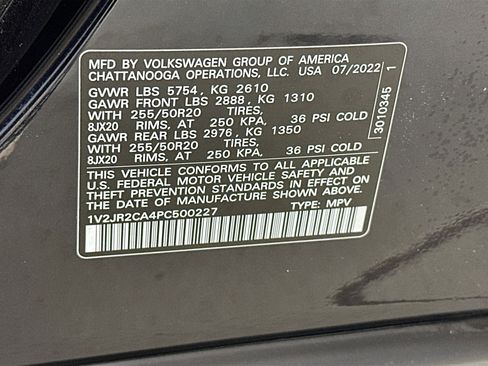 MFD BY VOLKSWAGEN GROUP OF AMERICA
CHATTANOOGA OPERATIONS, LLC. USA 07/2022
GVWR LBS 5754, KG 2610
GAWR FRONT LBS 2888, KG 1310
WITH 255/50R20 TIRES,
8JX20 RIMS, AT 250 KPA, 36 PSI COLD
GAWR REAR LBS 2976, KG 1350
WITH 255/50R20 TIRES,
8JX20 RIMS, AT 250 KPA, 36 PSI COLD
THIS VEHICLE CONFORMS TO ALL APPLICABLE
U.S. FEDERAL MOTOR VEHICLE SAFETY AND
THEFT PREVENTION STANDARDS IN EFFECT ON
THE DATE OF MANUFACTURE SHOWN ABOVE.
1V2JR2CA4PC500227 TYPE: MPV
3010345 1